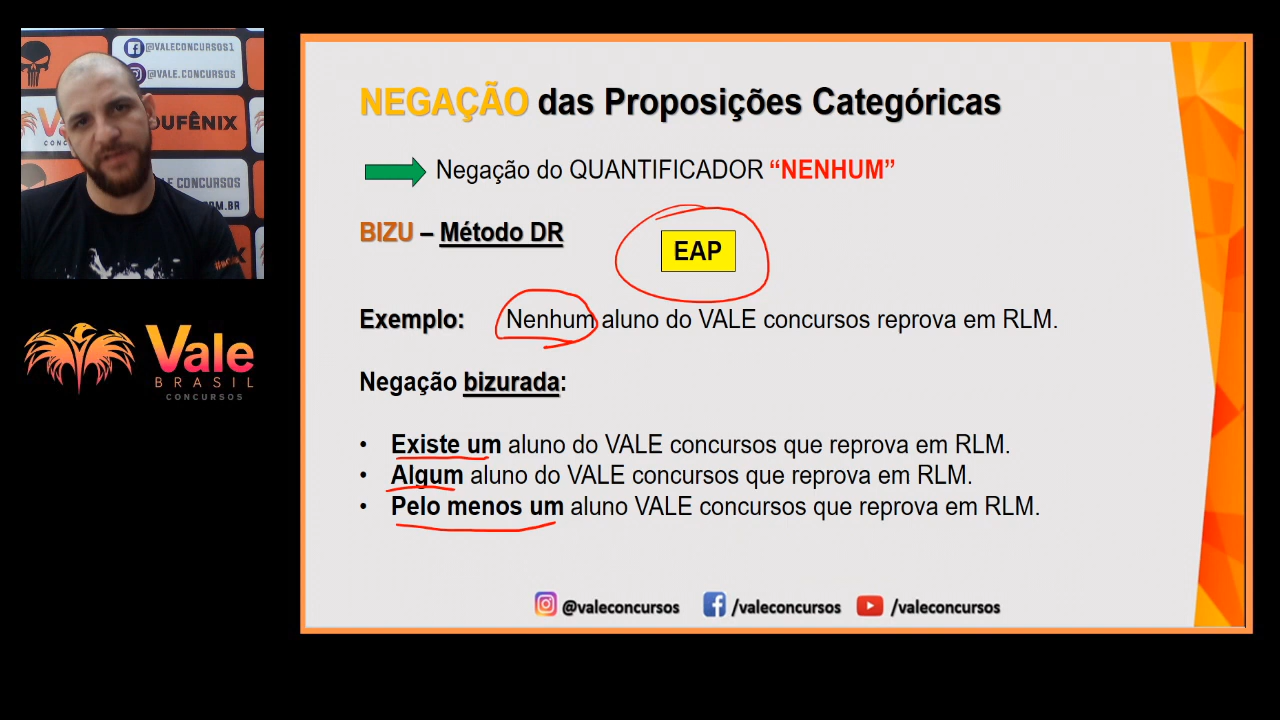 @VALECONCURSOS1
@VALE.CONCURSOS
OUFÊNIX
CONCURSOS
Vale
BRASIL
CONCURSOS
NEGAÇÃO das Proposições Categóricas
Negação do QUANTIFICADOR “NENHUM”
BIZU – Método DR
EAP
Exemplo: Nenhum aluno do VALE concursos reprova em RLM.
Negação bizurada:
• Existe um aluno do VALE concursos que reprova em RLM.
• Algum aluno do VALE concursos que reprova em RLM.
• Pelo menos um aluno VALE concursos que reprova em RLM.
@valeconcursos /valeconcursos /valeconcursos